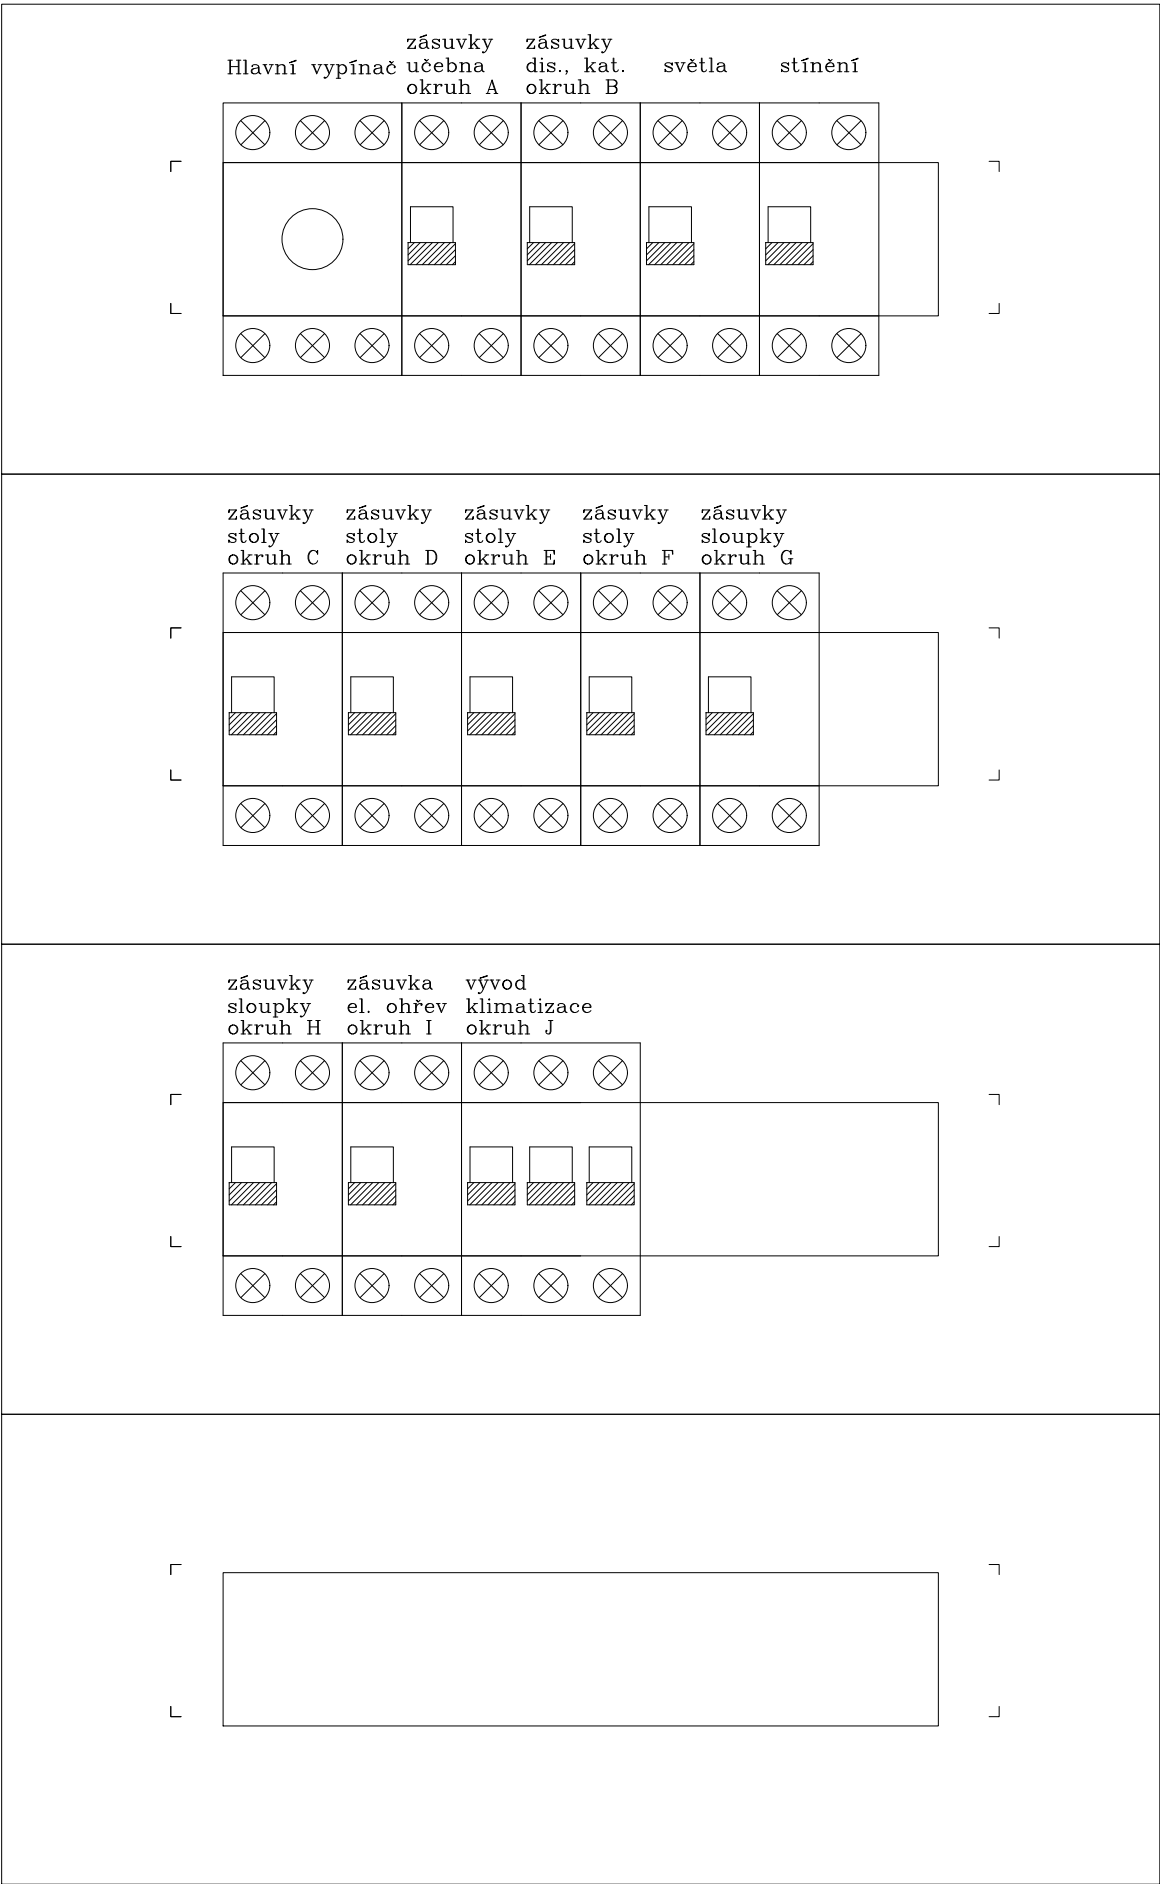 Hlavní vypínač
zásuvky
učebna
okruh A
zásuvky
dis., kat.
okruh B
světla
stínění
zásuvky
stoly
okruh C
zásuvky
stoly
okruh D
zásuvky
stoly
okruh E
zásuvky
stoly
okruh F
zásuvky
sloupky
okruh G
zásuvky
sloupky
okruh H
zásuvka
el. ohřev
okruh I
vývod
klimatizace
okruh J